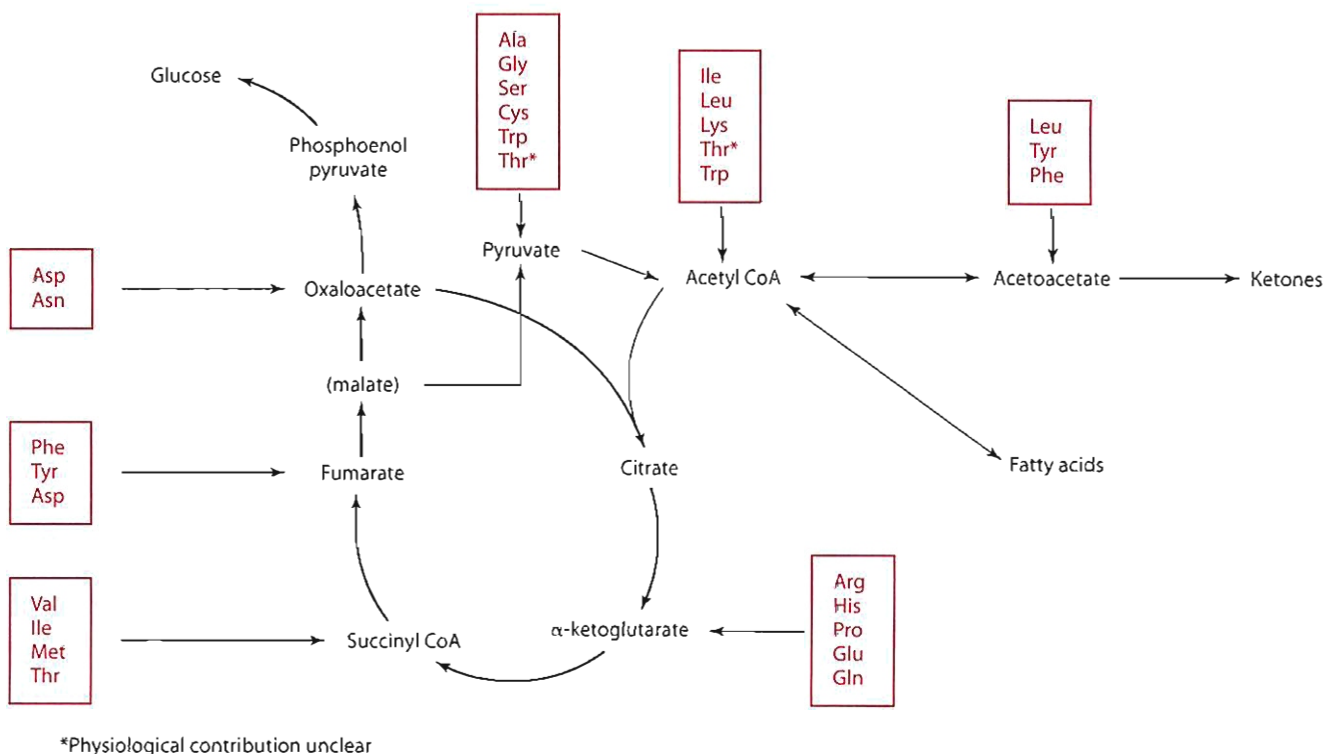 Ala
Gly
Ser
Cys
Trp
Thr*
Ile
Leu
Lys
Thr*
Trp
Leu
Tyr
Phe
Glucose
Phosphoenol
pyruvate
Pyruvate
Asp
Asn
Oxaloacetate
Acetyl CoA
Acetoacetate
Ketones
(malate)
Phe
Tyr
Asp
Fumarate
Citrate
Fatty acids
Val
Ile
Met
Thr
Succinyl CoA
α-ketoglutarate
Arg
His
Pro
Glu
Gln
*Physiological contribution unclear